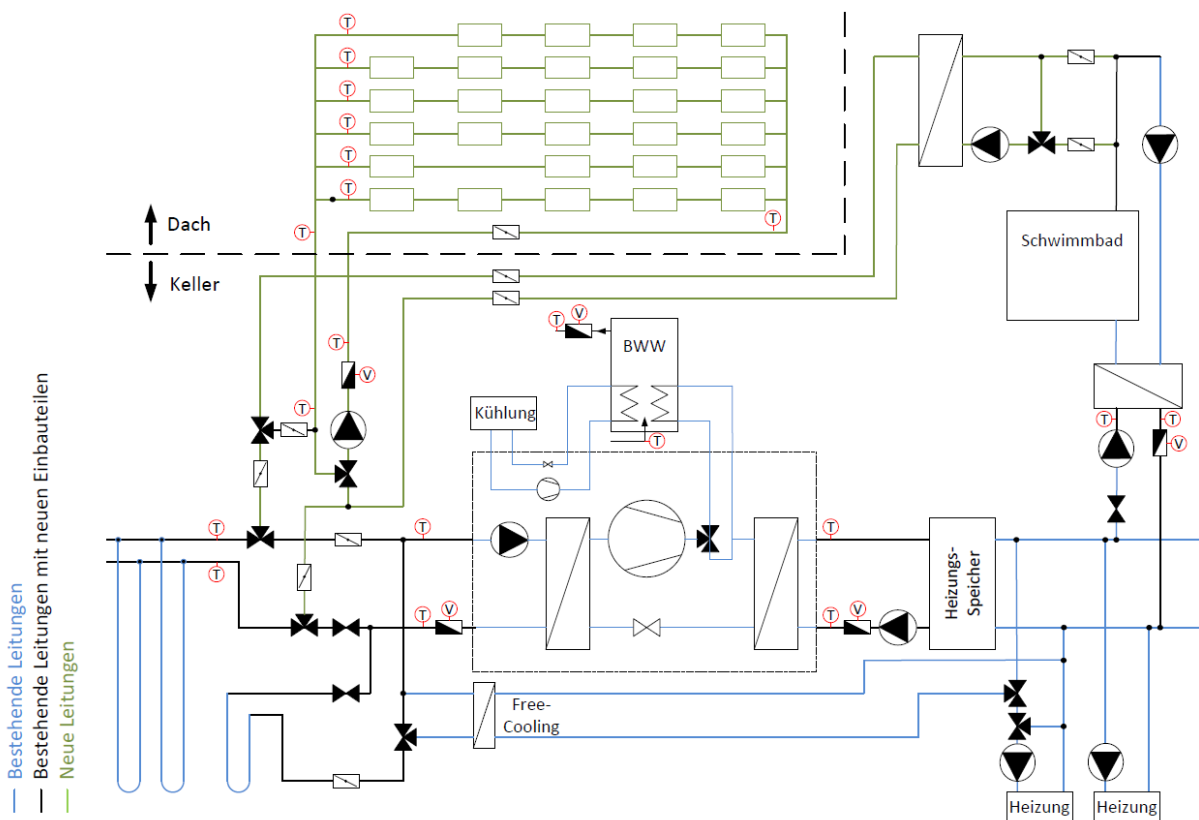 T
T
T
T
T
T
T
T
Dach
Keller
Schwimmbad
T
V
BWW
T
V
T
Kühlung
T
T
T
V
T
T
T
T
V
T
T
V
Heizungs-
Speicher
Free-
Cooling
Heizung
Heizung
Bestehende Leitungen
Bestehende Leitungen mit neuen Einbauteilen
Neue Leitungen